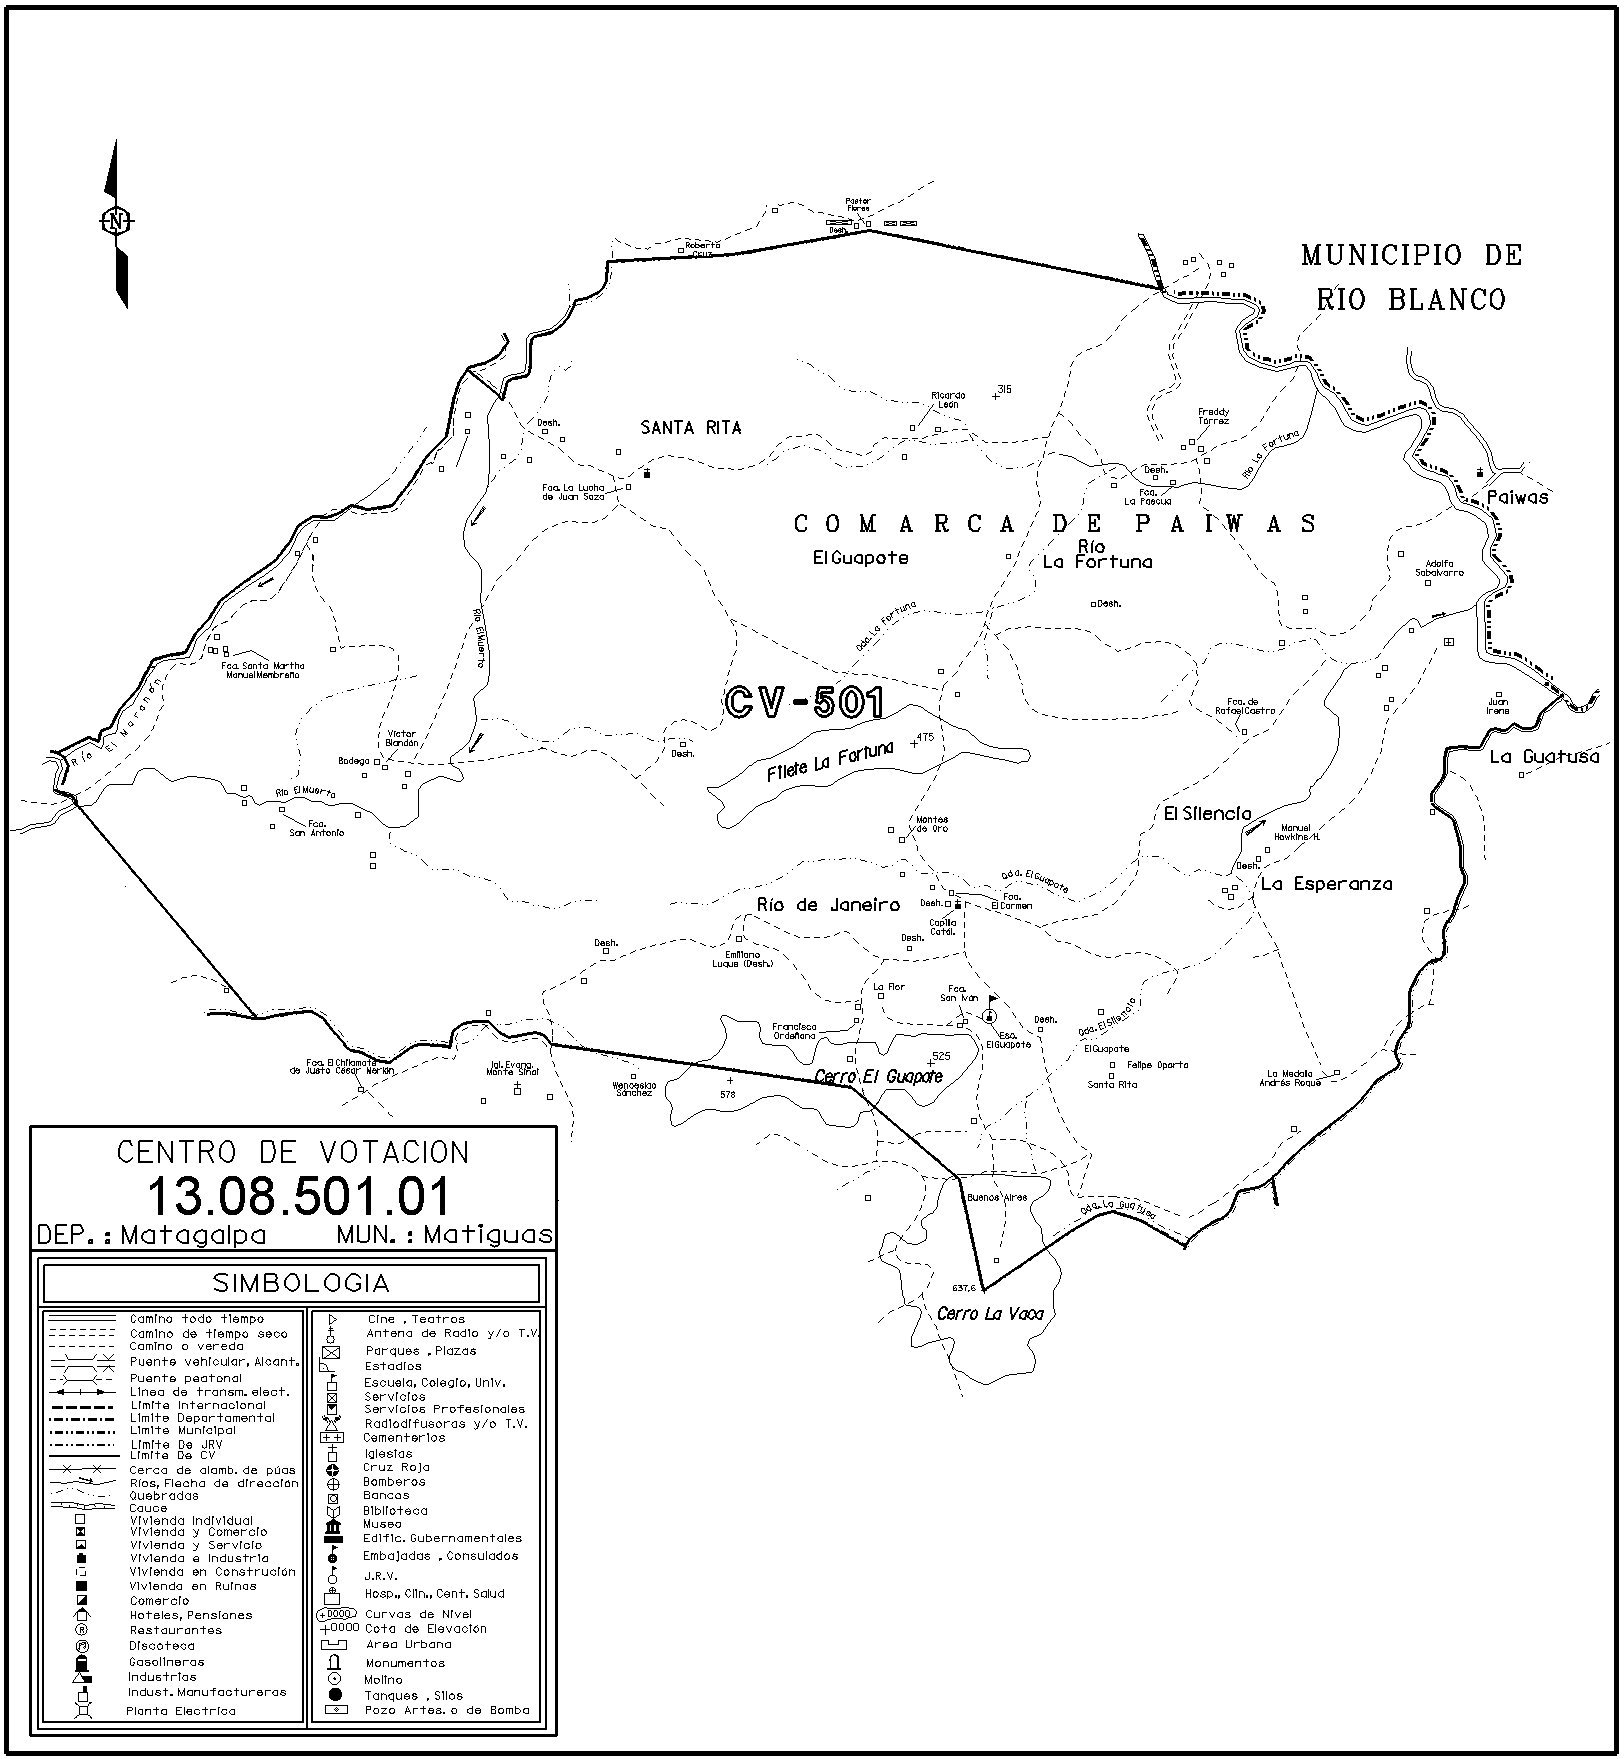 N
MUNICIPIO DE
RIO BLANCO
Pastor
Flores
Desh.
Roberto
Cruz
315
Ricardo
León
Freddy
Tórrez
SANTA RITA
Desh.
Río La Fortuna
Desh.
Fca.
La Pascua
Fca. La Lucha
de Juan Soza
Paiwas
COMARCA DE PAIWAS
El Guapote
Río
La Fortuna
Adolfo
Sobalvarro
Desh.
Qda. La Fortuna
Río El Muerto
Fca. Santa Martha
Manuel Membreño
Río El Maranón
CV-501
Fca. de
Rafael Castro
Juan
Irene
Víctor
Blandón
Bodega
Desh.
475
Filete La Fortuna
La Guatusa
Río El Muerto
Fca.
San Antonio
Montes
de Oro
El Silencio
Manuel
Hawkins H.
Desh.
La Esperanza
Qda. El Guapote
Fca.
El Carmen
Desh.
Río de Janeiro
Capilla
Catól.
Desh.
Desh.
Emiliano
Luque (Desh.)
La Flor
Fca.
San Iván
Desh.
Qda. El Silencio
Francisco
Ordeñana
Esc.
El Guapote
El Guapote
525
Felipe Oporta
Santa Rita
Cerro El Guapote
578
La Medalla
Andrés Roque
Fca. El Chilamate
de Justo César Merlán
Igl. Evang.
Monte Sinaí
Wenceslao
Sánchez
Buenos Aires
Qda. La Guatusa
637,6
Cerro La Vaca
CENTRO DE VOTACION
13.08.501.01
DEP. : Matagalpa MUN. : Matiguas
SIMBOLOGIA
Camino todo tiempo
Camino de tiempo seco
Camino o vereda
Puente vehicular, Alcant.
Puente peatonal
Linea de transm. elect.
Limite Internacional
Limite Departamental
Limite Municipal
Limite De JRV
Limite De CV
Cerca de alamb. de púas
Ríos, Flecha de dirección
Quebradas
Cauce
Vivienda Individual
Vivienda y Comercio
Vivienda y Servicio
Vivienda e Industria
Vivienda en Construción
Vivienda en Ruinas
Comercio
Hoteles, Pensiones
R Restaurantes
Discoteca
Gasolineras
Industrias
Indust. Manufactureras
Planta Electrica
Cine , Teatros
Antena de Radio y/o T.V.
Parques , Plazas
Estadios
Escuela, Colegio, Univ.
Servicios
Servicios Profesionales
Radiodifusoras y/o T.V.
Cementerios
Iglesias
Cruz Roja
Bomberos
Bancos
Biblioteca
Museo
Edific. Gubernamentales
Embajadas , Consulados
J.R.V.
Hosp., Clin., Cent. Salud
+0000 Curvas de Nivel
+0000 Cota de Elevación
Area Urbana
Monumentos
Molino
Tanques , Silos
Pozo Artes. o de Bomba